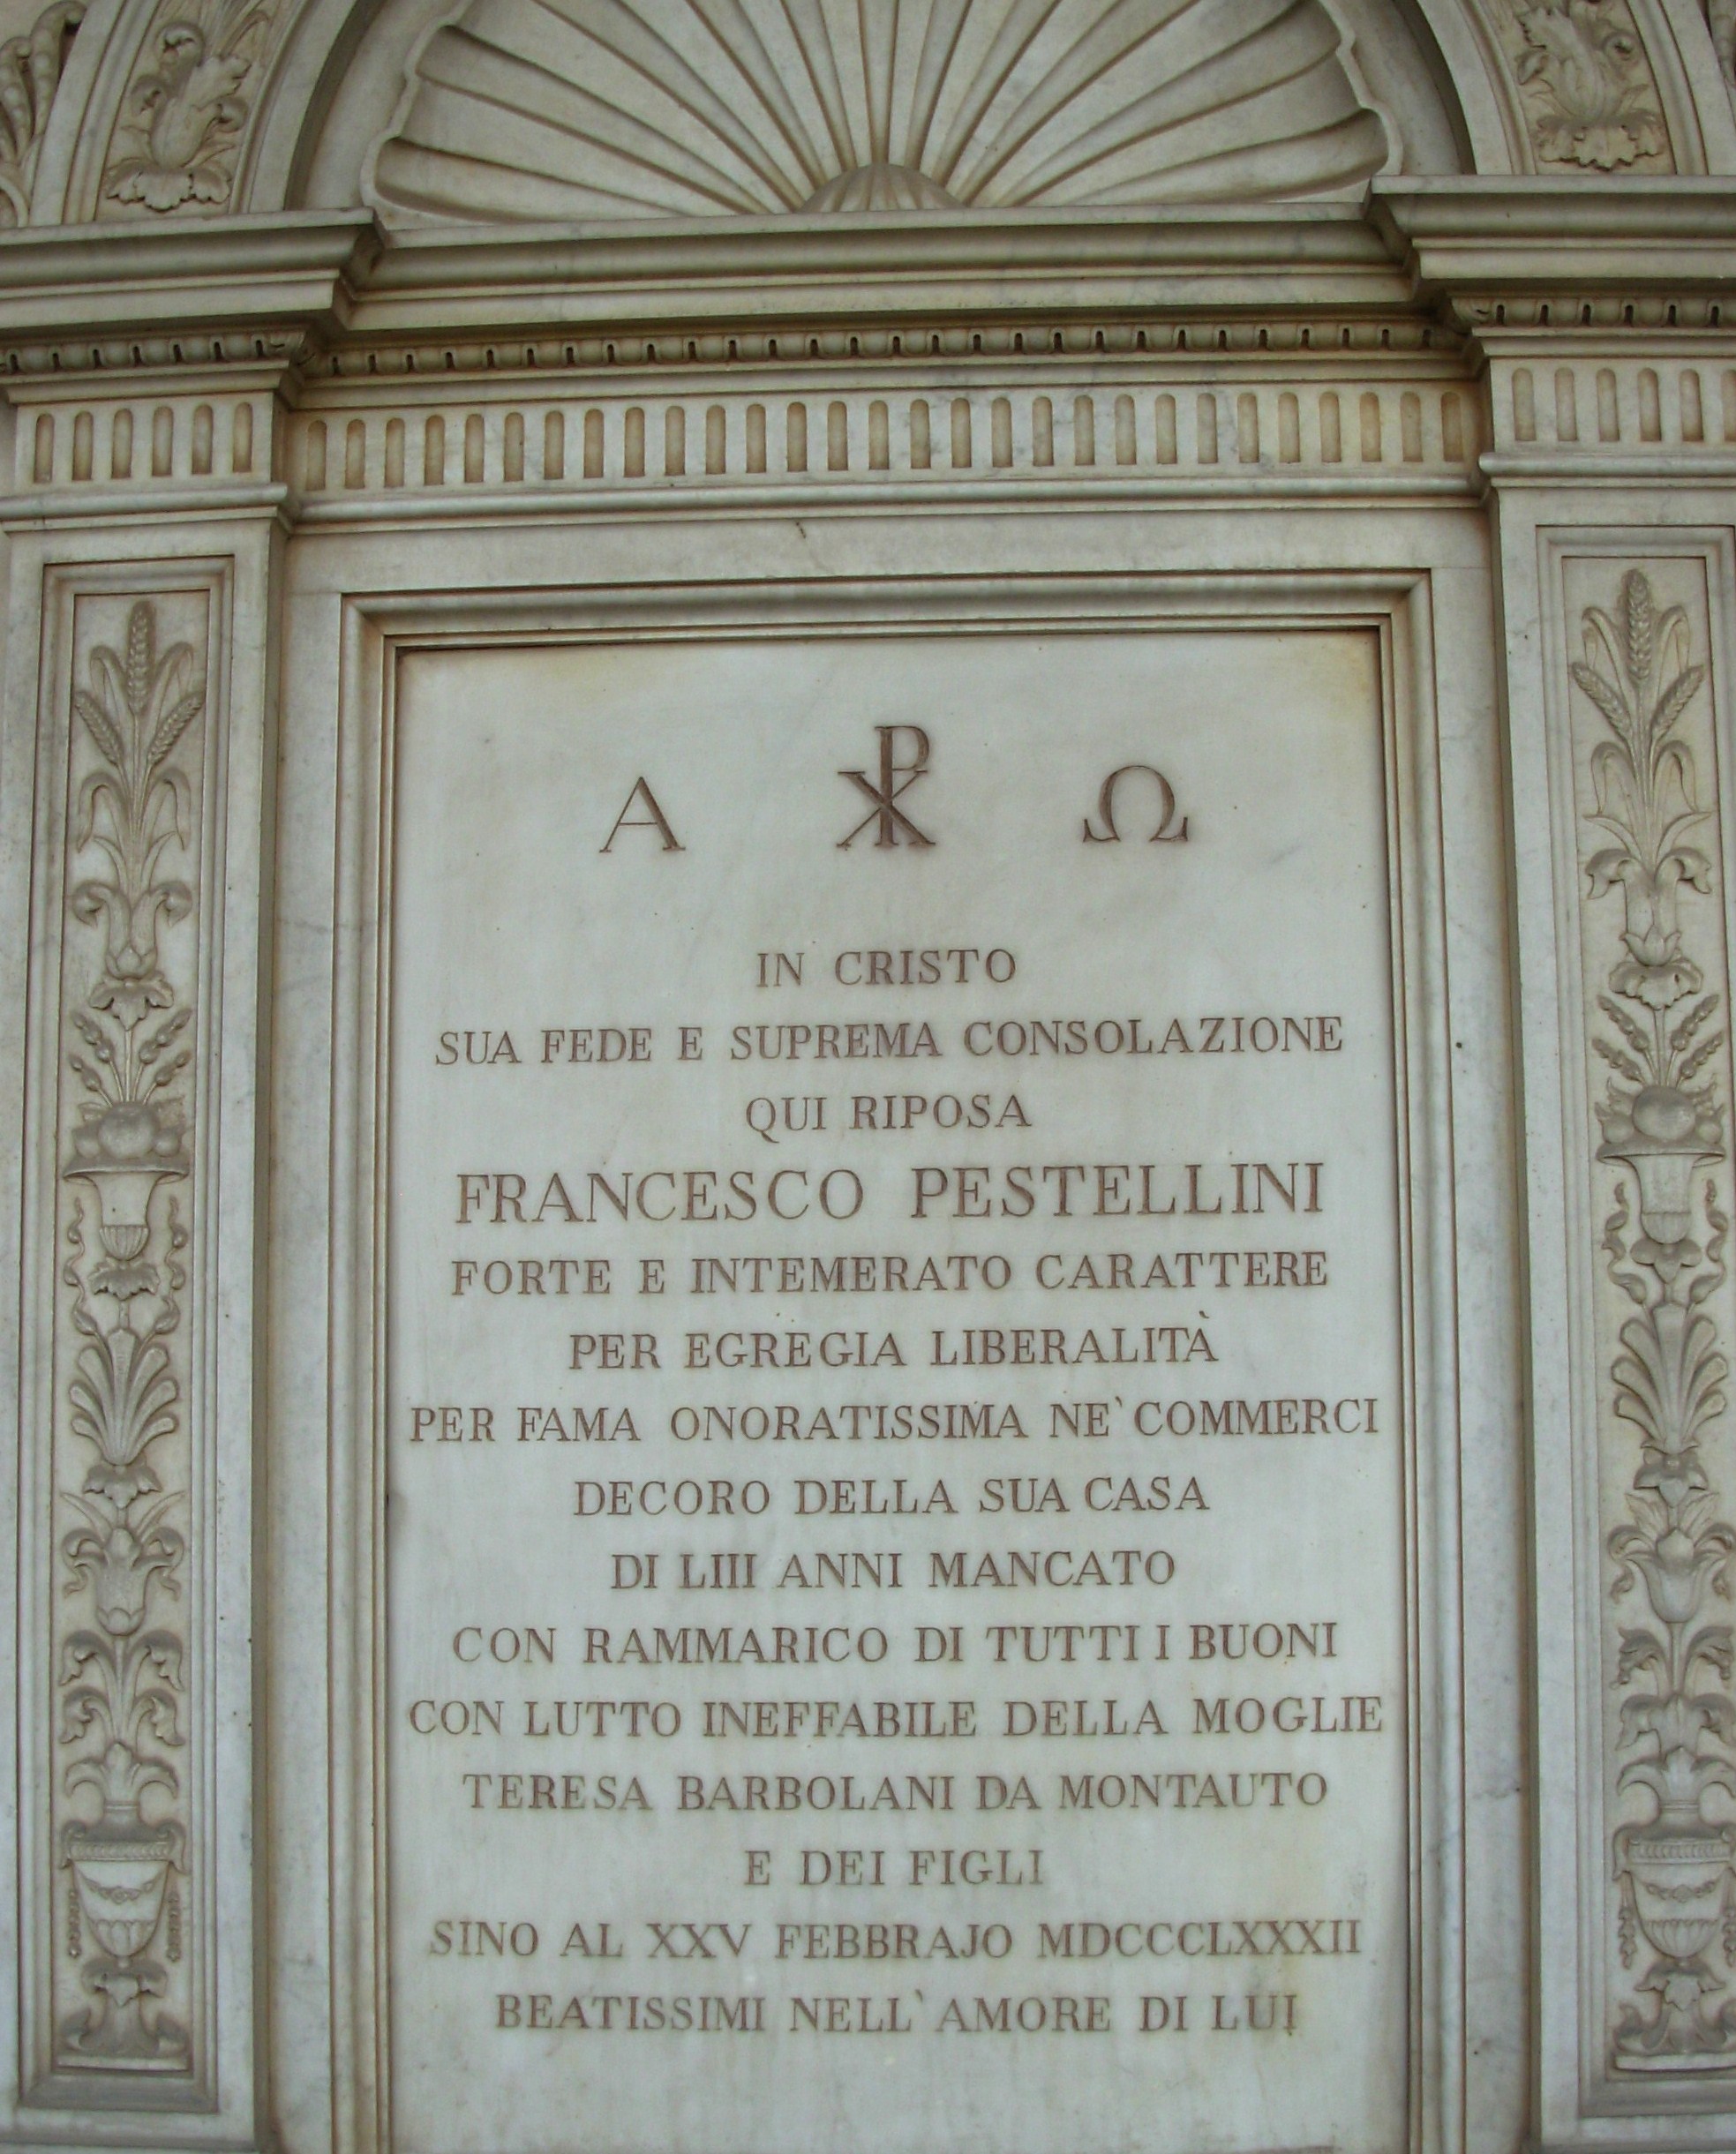 Α ☧ Ω
IN CRISTO
SUA FEDE E SUPREMA CONSOLAZIONE
QUI RIPOSA
FRANCESCO PESTELLINI
FORTE E INTEMERATO CARATTERE
PER EGREGIA LIBERALITÀ
PER FAMA ONORATISSIMA NE' COMMERCI
DECORO DELLA SUA CASA
DI LIII ANNI MANCATO
CON RAMMARICO DI TUTTI I BUONI
CON LUTTO INEFFABILE DELLA MOGLIE
TERESA BARBOLANI DA MONTAUTO
E DEI FIGLI
SINO AL XXV FEBBRAJO MDCCCLXXXII
BEATISSIMI NELL'AMORE DI LUI